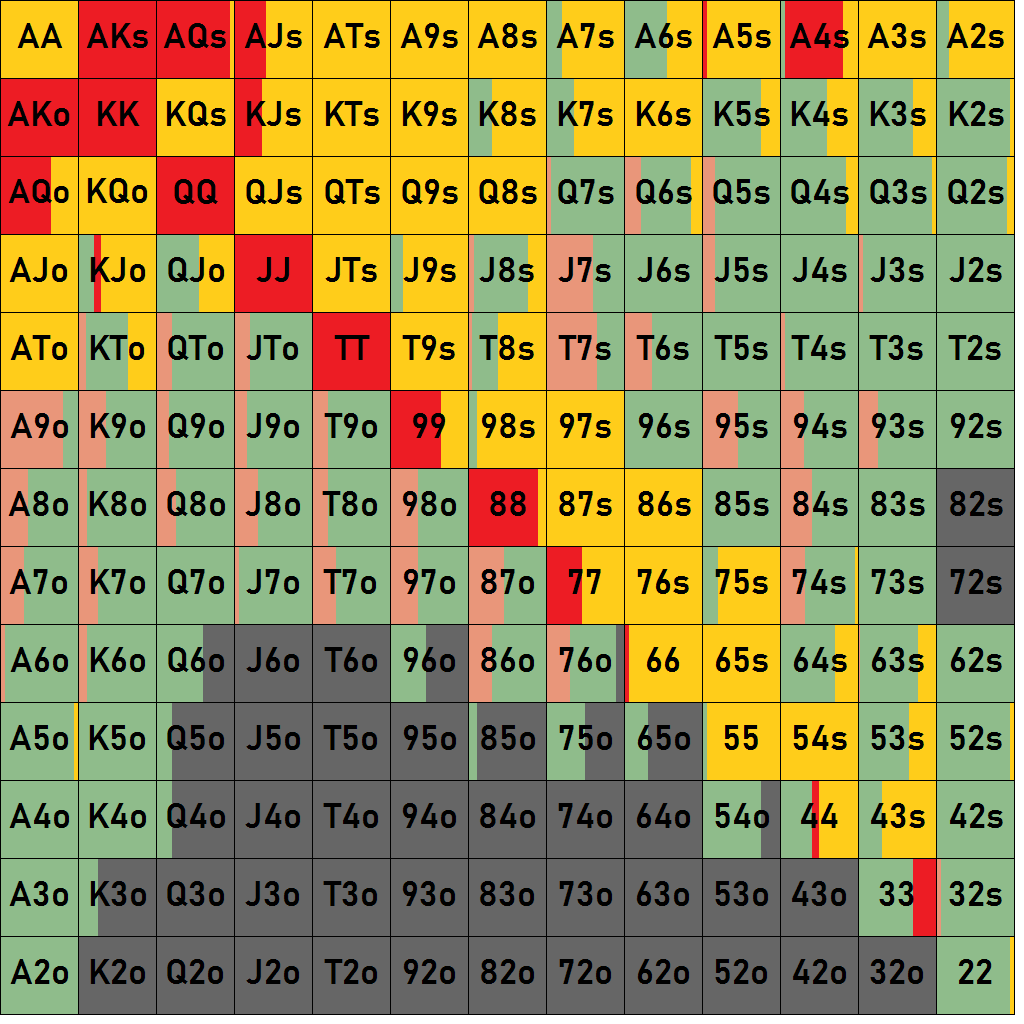 AA AKs AQs AJs ATs A9s A8s A7s A6s A5s A4s A3s A2s
AKo KK KQs KJs KTs K9s K8s K7s K6s K5s K4s K3s K2s
AQo KQo QQ QJs QTs Q9s Q8s Q7s Q6s Q5s Q4s Q3s Q2s
AJo KJo QJo JJ JTs J9s J8s J7s J6s J5s J4s J3s J2s
ATo KTo QTo JTo TT T9s T8s T7s T6s T5s T4s T3s T2s
A9o K9o Q9o J9o T9o 99 98s 97s 96s 95s 94s 93s 92s
A8o K8o Q8o J8o T8o 98o 88 87s 86s 85s 84s 83s 82s
A7o K7o Q7o J7o T7o 97o 87o 77 76s 75s 74s 73s 72s
A6o K6o Q6o J6o T6o 96o 86o 76o 66 65s 64s 63s 62s
A5o K5o Q5o J5o T5o 95o 85o 75o 65o 55 54s 53s 52s
A4o K4o Q4o J4o T4o 94o 84o 74o 64o 54o 44 43s 42s
A3o K3o Q3o J3o T3o 93o 83o 73o 63o 53o 43o 33 32s
A2o K2o Q2o J2o T2o 92o 82o 72o 62o 52o 42o 32o 22